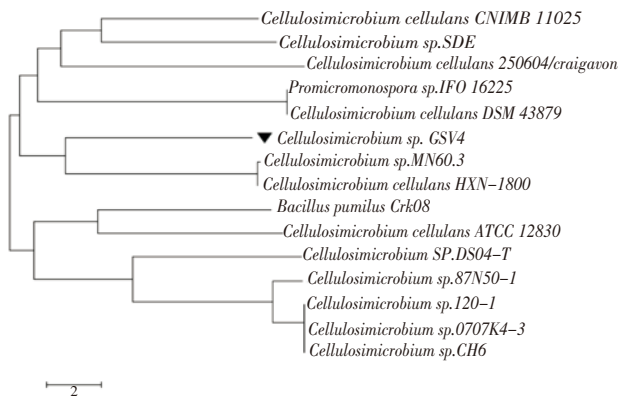 Cellulosimicrobium cellulans CNIMB 11025
Cellulosimicrobium sp.SDE
Cellulosimicrobium cellulans 250604/craigavon
Promicromonospora sp.IFO 16225
Cellulosimicrobium cellulans DSM 43879
Cellulosimicrobium sp. GSV4
Cellulosimicrobium sp.MN60.3
Cellulosimicrobium cellulans HXN-1800
Bacillus pumilus Crk08
Cellulosimicrobium cellulans ATCC 12830
Cellulosimicrobium SP.DS04-T
Cellulosimicrobium sp.87N50-1
Cellulosimicrobium sp.120-1
Cellulosimicrobium sp.0707K4-3
Cellulosimicrobium sp.CH6
2